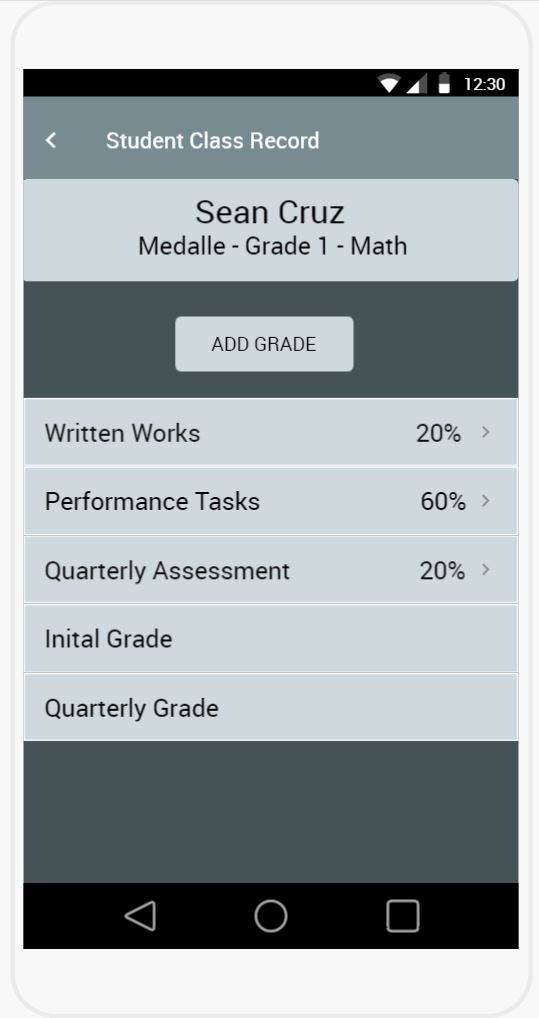 12:30
Student Class Record
Sean Cruz
Medalle - Grade 1 - Math
ADD GRADE
Written Works 20%
Performance Tasks 60%
Quarterly Assessment 20%
Inital Grade
Quarterly Grade